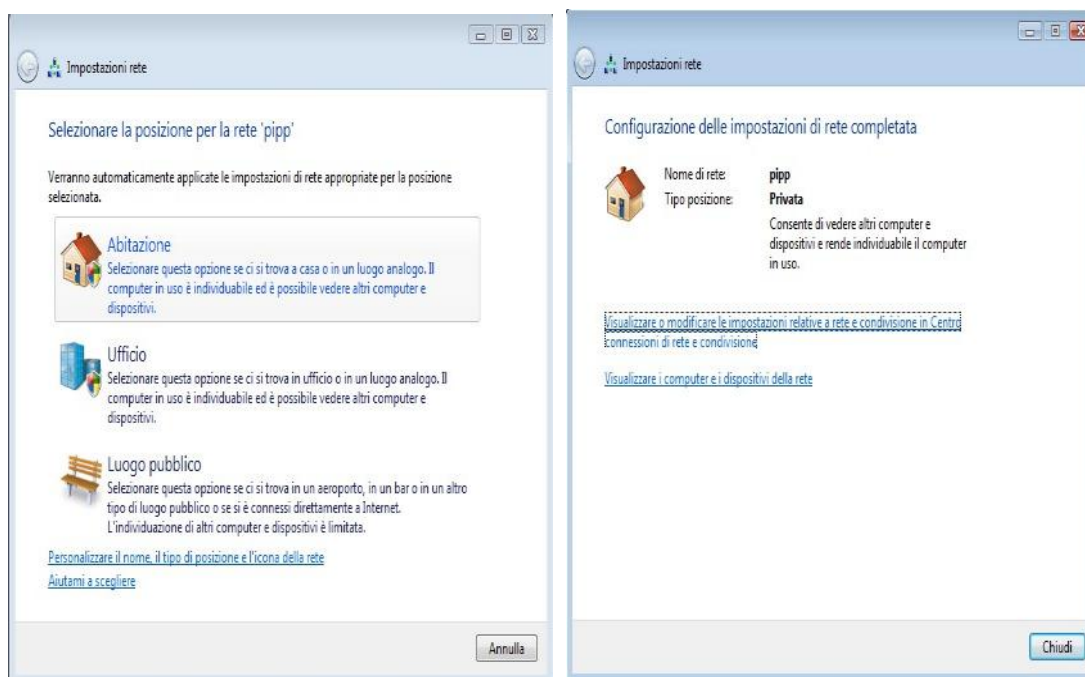 Impostazioni rete
Selezionare la posizione per la rete 'pipp'
Verranno automaticamente applicate le impostazioni di rete appropriate per la posizione
selezionata.
Abitazione
Selezionare questa opzione se ci si trova a casa o in un luogo analogo. Il
computer in uso è individuabile ed è possibile vedere altri computer e
dispositivi.
Ufficio
Selezionare questa opzione se ci si trova in ufficio o in un luogo analogo. Il
computer in uso è individuabile ed è possibile vedere altri computer e
dispositivi.
Luogo pubblico
Selezionare questa opzione se ci si trova in un aeroporto, in un bar o in un altro
tipo di luogo pubblico o se si è connessi direttamente a Internet.
L'individuazione di altri computer e dispositivi è limitata.
Personalizzare il nome, il tipo di posizione e l'icona della rete
Aiutami a scegliere
Annulla
Impostazioni rete
Configurazione delle impostazioni di rete completata
Nome di rete: pipp
Tipo posizione: Privata
Consente di vedere altri computer e
dispositivi e rende individuabile il computer
in uso.
Visualizzare o modificare le impostazioni relative a rete e condivisione in Centro
connessioni di rete e condivisione
Visualizzare i computer e i dispositivi della rete
Chiudi